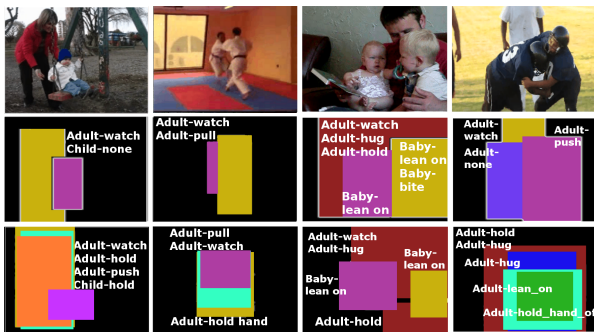 Adult-watch
Child-none
Adult-watch
Adult-pull
Adult-watch
Adult-hug
Adult-hold
Baby-
lean on
Baby-
lean on
Baby-
bite
Adult-
watch
Adult-
none
Adult-
push
Adult-watch
Adult-hold
Adult-push
Child-hold
Adult-pull
Adult-watch
Adult-hold hand
Adult-watch
Adult-hug
Baby-
lean on
Baby-
lean on
Adult-hold
Adult-hold
Adult-hug
Adult-hug
Adult-lean_on
Adult-hold_hand_of